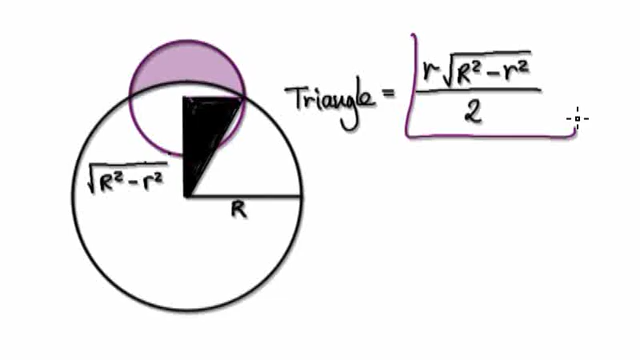 Triangle = r√(R² − r²) / 2
√(R² − r²)
R